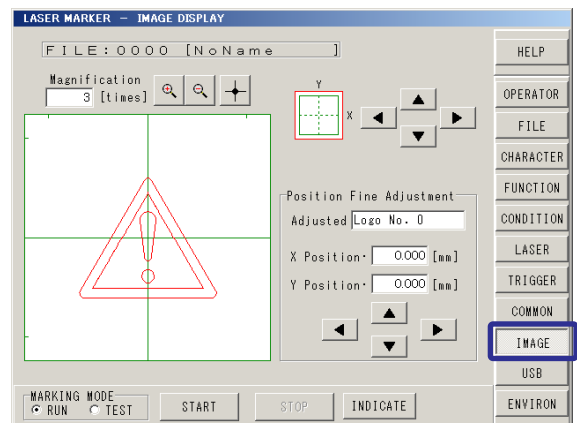 LASER MARKER － IMAGE DISPLAY
FILE:0000 [NoName ]
Magnification
3 [times]
Y
X
Position Fine Adjustment
Adjusted Logo No. 0
X Position･ 0.000 [mm]
Y Position･ 0.000 [mm]
MARKING MODE
RUN TEST
START
STOP
INDICATE
HELP
OPERATOR
FILE
CHARACTER
FUNCTION
CONDITION
LASER
TRIGGER
COMMON
IMAGE
USB
ENVIRON